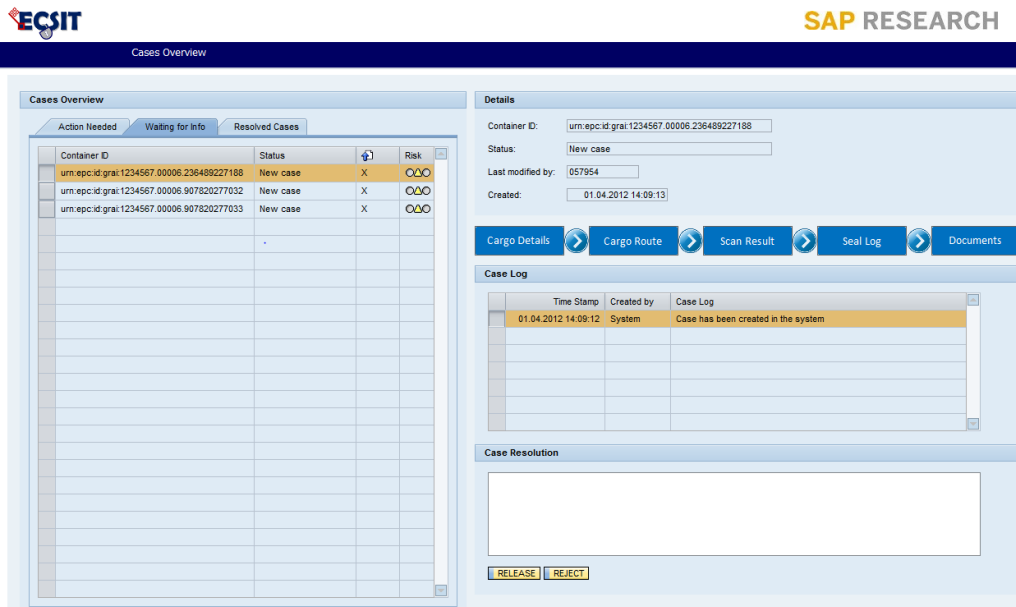 ECSIT
SAP RESEARCH
Cases Overview
Cases Overview
Action Needed Waiting for Info Resolved Cases
Container ID Status Risk
urn:epc:id:grai:1234567.00006.236489227188 New case X
urn:epc:id:grai:1234567.00006.907820277032 New case X
urn:epc:id:grai:1234567.00006.907820277033 New case X
Details
Container ID: urn:epc:id:grai:1234567.00006.236489227188
Status: New case
Last modified by: 057954
Created: 01.04.2012 14:09:13
Cargo Details Cargo Route Scan Result Seal Log Documents
Case Log
Time Stamp Created by Case Log
01.04.2012 14:09:12 System Case has been created in the system
Case Resolution
RELEASE REJECT